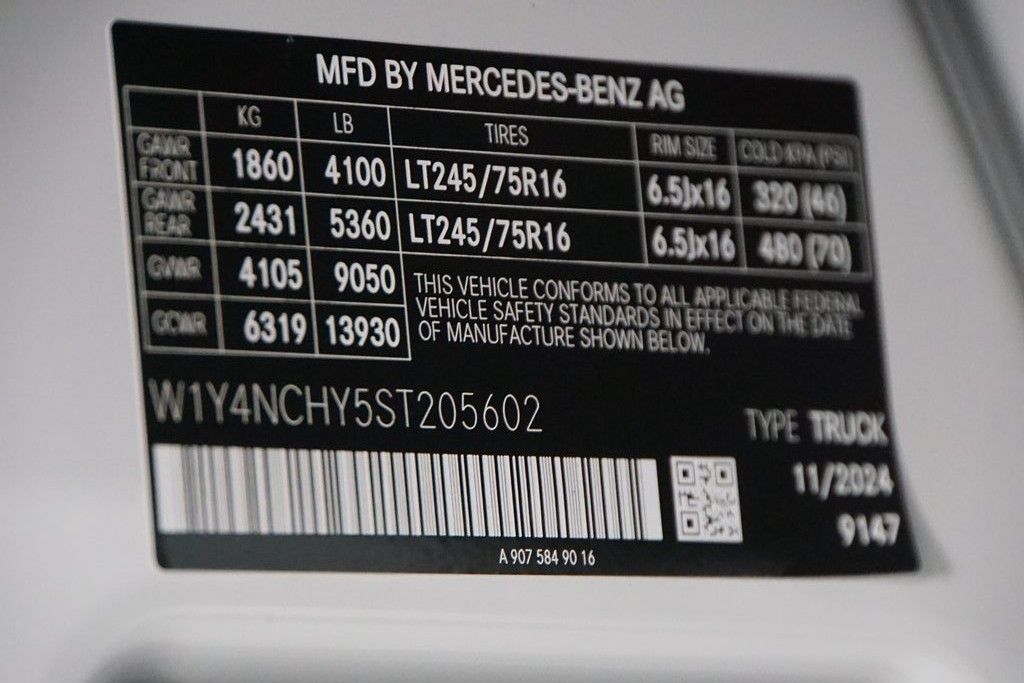 MFD BY MERCEDES-BENZ AG
KG LB TIRES RIM SIZE COLD KPA (PSI)
GAWR FRONT 1860 4100 LT245/75R16 6.5Jx16 320 (46)
GAWR REAR 2431 5360 LT245/75R16 6.5Jx16 480 (70)
GVWR 4105 9050
GCWR 6319 13930
THIS VEHICLE CONFORMS TO ALL APPLICABLE FEDERAL
VEHICLE SAFETY STANDARDS IN EFFECT ON THE DATE
OF MANUFACTURE SHOWN BELOW.
W1Y4NCHY5ST205602
TYPE TRUCK
11/2024
9147
A 907 584 90 16